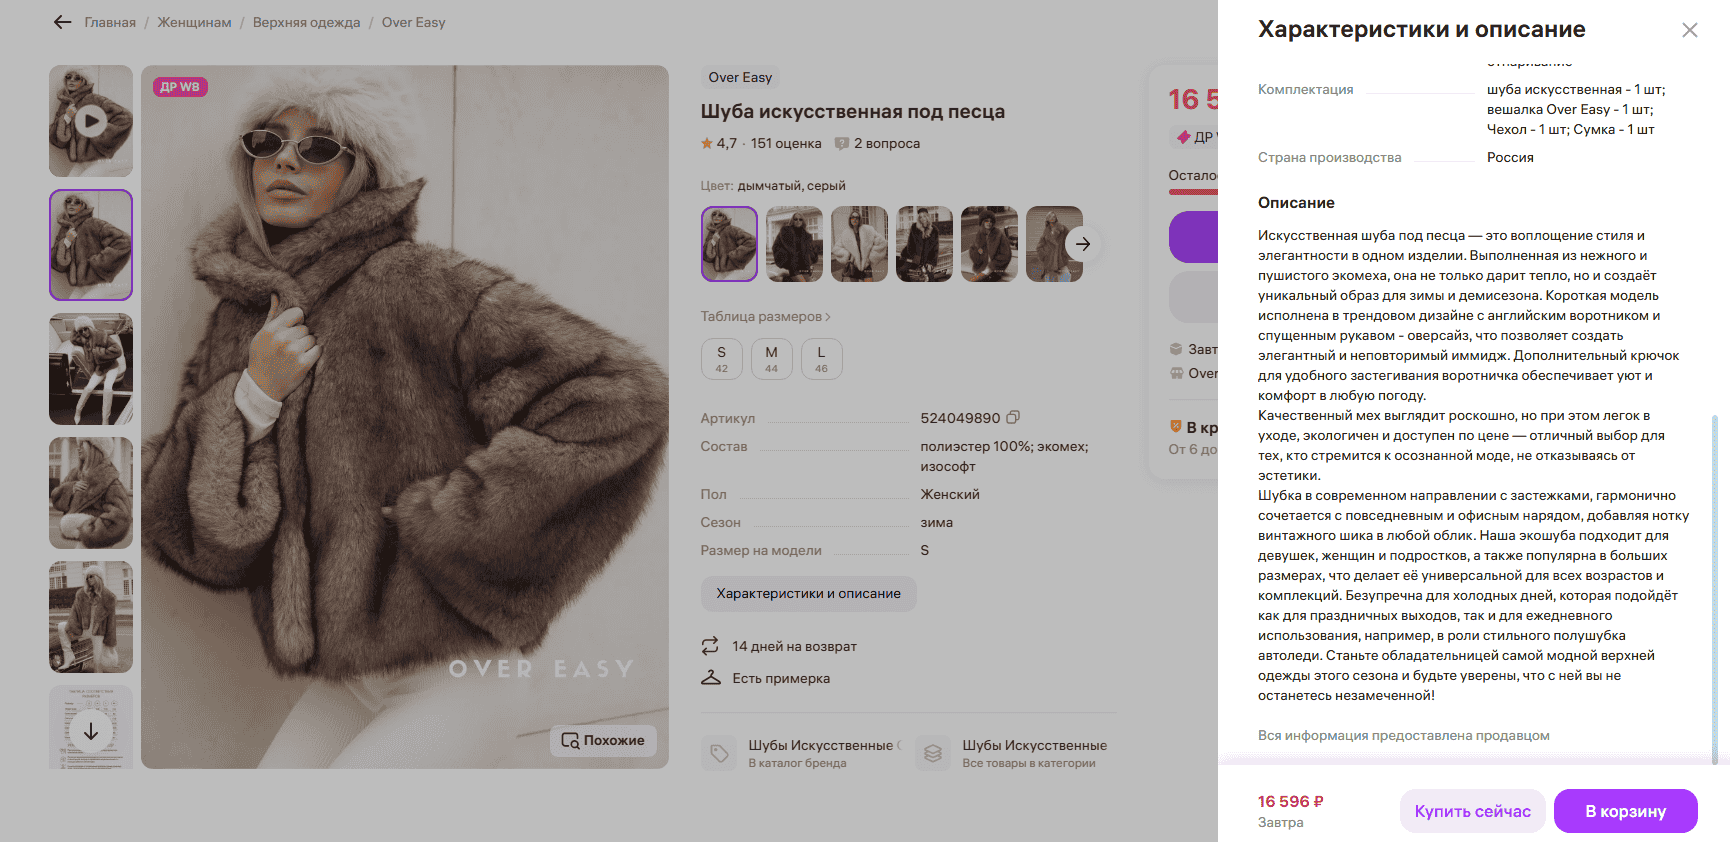 Главная / Женщинам / Верхняя одежда / Over Easy
ДР WB
OVER EASY
OVER EASY
Похожие
Over Easy
Шуба искусственная под песца
4,7 · 151 оценка 2 вопроса
Цвет: дымчатый, серый
Таблица размеров
S M L
42 44 46
Артикул 524049890
Состав полиэстер 100%; экомех;
изософт
Пол Женский
Сезон зима
Размер на модели S
Характеристики и описание
14 дней на возврат
Есть примерка
Шубы Искусственные
В каталог бренда
Шубы Искусственные
Все товары в категории
16 5
ДР
Остало
Завт
Over
В кр
От 6 до
Характеристики и описание
отпаривание
Комплектация шуба искусственная - 1 шт;
вешалка Over Easy - 1 шт;
Чехол - 1 шт; Сумка - 1 шт
Страна производства Россия
Описание
Искусственная шуба под песца — это воплощение стиля и
элегантности в одном изделии. Выполненная из нежного и
пушистого экомеха, она не только дарит тепло, но и создаёт
уникальный образ для зимы и демисезона. Короткая модель
исполнена в трендовом дизайне с английским воротником и
спущенным рукавом - оверсайз, что позволяет создать
элегантный и неповторимый иммидж. Дополнительный крючок
для удобного застегивания воротничка обеспечивает уют и
комфорт в любую погоду.
Качественный мех выглядит роскошно, но при этом легок в
уходе, экологичен и доступен по цене — отличный выбор для
тех, кто стремится к осознанной моде, не отказываясь от
эстетики.
Шубка в современном направлении с застежками, гармонично
сочетается с повседневным и офисным нарядом, добавляя нотку
винтажного шика в любой облик. Наша экошуба подходит для
девушек, женщин и подростков, а также популярна в больших
размерах, что делает её универсальной для всех возрастов и
комплекций. Безупречна для холодных дней, которая подойдёт
как для праздничных выходов, так и для ежедневного
использования, например, в роли стильного полушубка
автоледи. Станьте обладательницей самой модной верхней
одежды этого сезона и будьте уверены, что с ней вы не
останетесь незамеченной!
Вся информация предоставлена продавцом
16 596 ₽
Завтра
Купить сейчас
В корзину